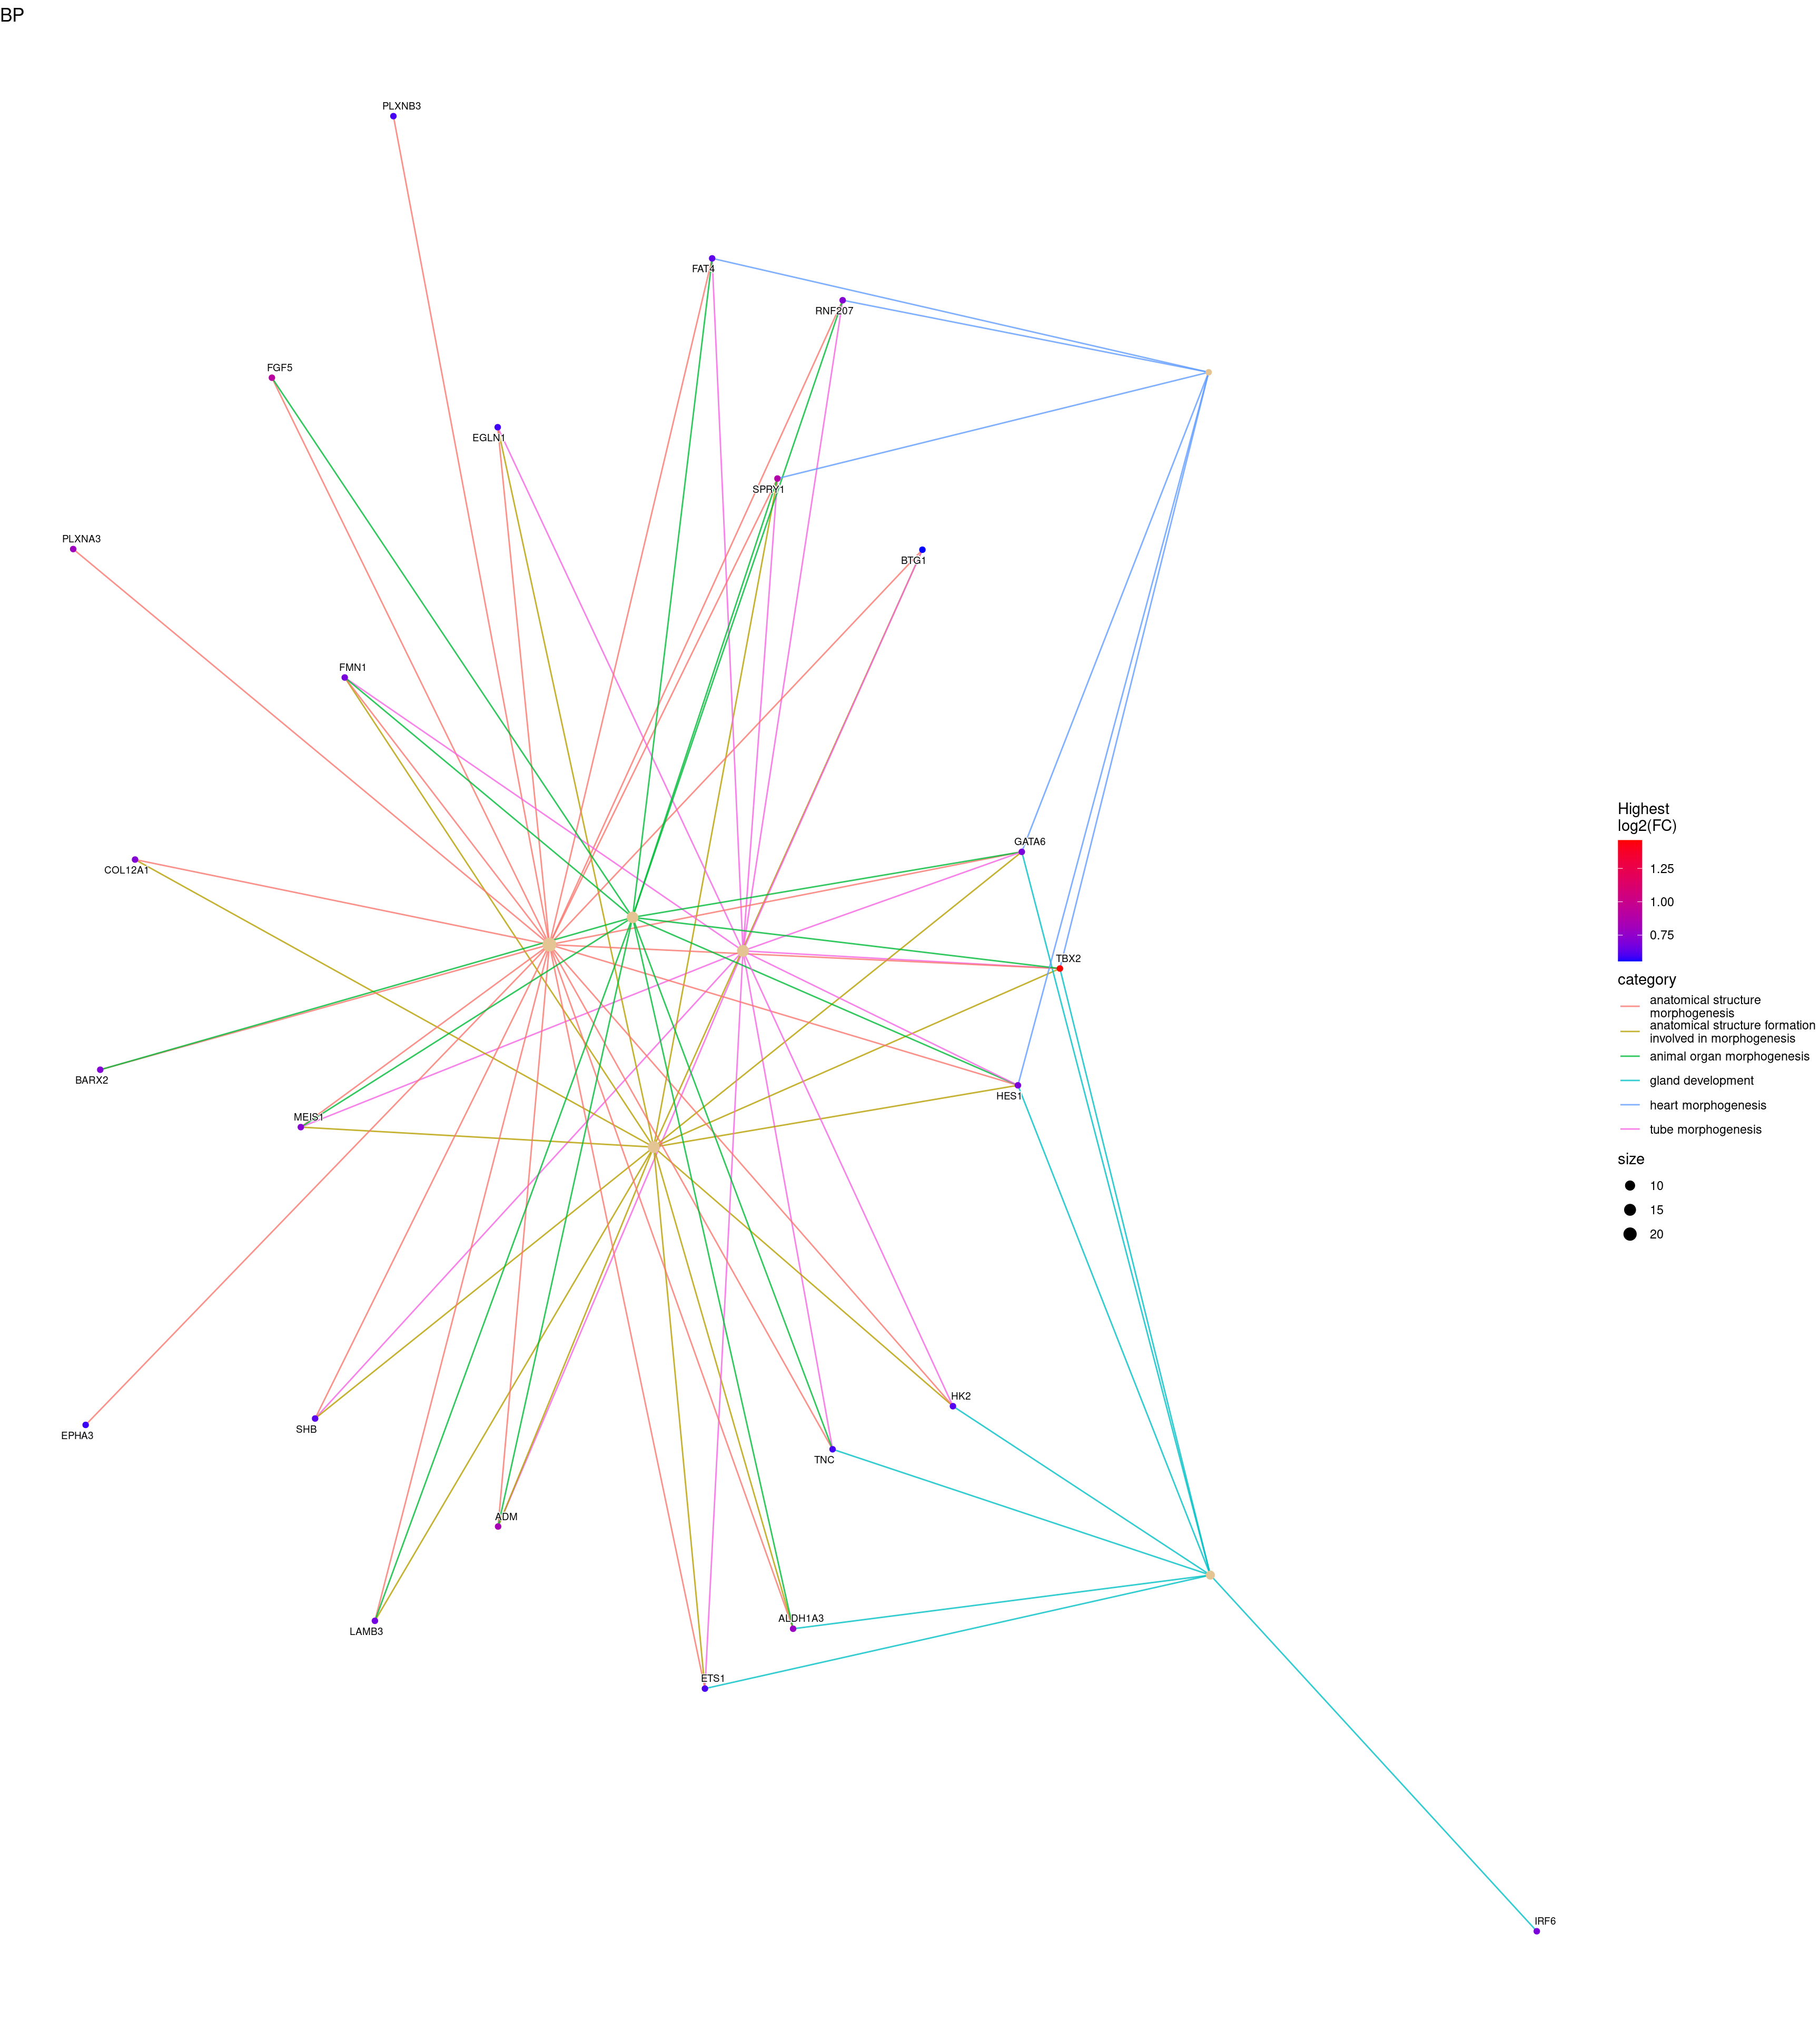 BP
PLXNB3
FAT4
RNF207
FGF5
EGLN1
SPRY1
PLXNA3
BTG1
FMN1
Highest
log2(FC)
1.25
1.00
0.75
GATA6
COL12A1
TBX2
category
anatomical structure
morphogenesis
anatomical structure formation
involved in morphogenesis
animal organ morphogenesis
gland development
heart morphogenesis
tube morphogenesis
BARX2
HES1
MEIS1
size
10
15
20
HK2
EPHA3
SHB
TNC
ADM
ALDH1A3
LAMB3
ETS1
IRF6